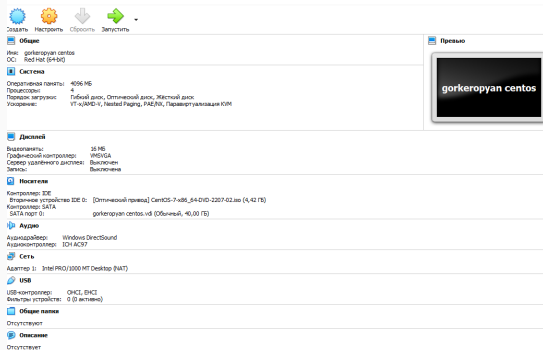 Создать Настроить Сбросить Запустить
Общие
Имя: gorkeropyan centos
ОС: Red Hat (64-bit)
Система
Оперативная память: 4096 МБ
Процессоры: 4
Порядок загрузки: Гибкий диск, Оптический диск, Жёсткий диск
Ускорение: VT-x/AMD-V, Nested Paging, PAE/NX, Паравиртуализация KVM
Превью
gorkeropyan centos
Дисплей
Видеопамять: 16 МБ
Графический контроллер: VMSVGA
Сервер удалённого дисплея: Выключен
Запись: Выключена
Носители
Контроллер: IDE
Вторичное устройство IDE 0: [Оптический привод] CentOS-7-x86_64-DVD-2207-02.iso (4,42 ГБ)
Контроллер: SATA
SATA порт 0: gorkeropyan centos.vdi (Обычный, 40,00 ГБ)
Аудио
Аудиодрайвер: Windows DirectSound
Аудиоконтроллер: ICH AC97
Сеть
Адаптер 1: Intel PRO/1000 MT Desktop (NAT)
USB
USB-контроллер: OHCI, EHCI
Фильтры устройств: 0 (0 активно)
Общие папки
Отсутствуют
Описание
Отсутствует